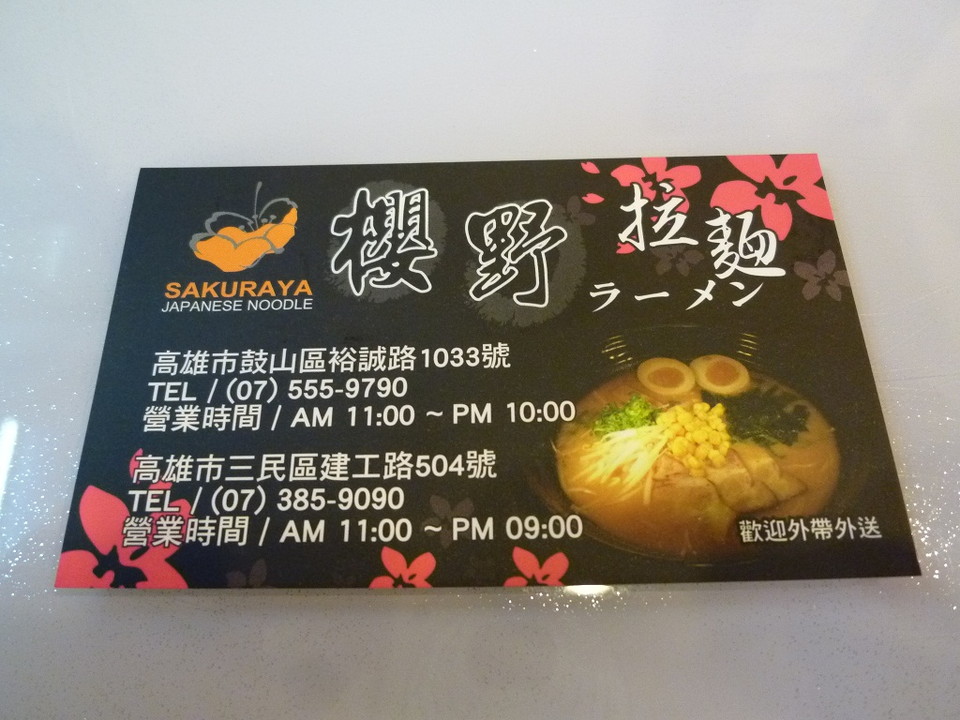 櫻野
拉麵
ラーメン
SAKURAYA
JAPANESE NOODLE
高雄市鼓山區裕誠路1033號
TEL / (07) 555-9790
營業時間 / AM 11:00 ~ PM 10:00
高雄市三民區建工路504號
TEL / (07) 385-9090
營業時間 / AM 11:00 ~ PM 09:00
歡迎外帶外送